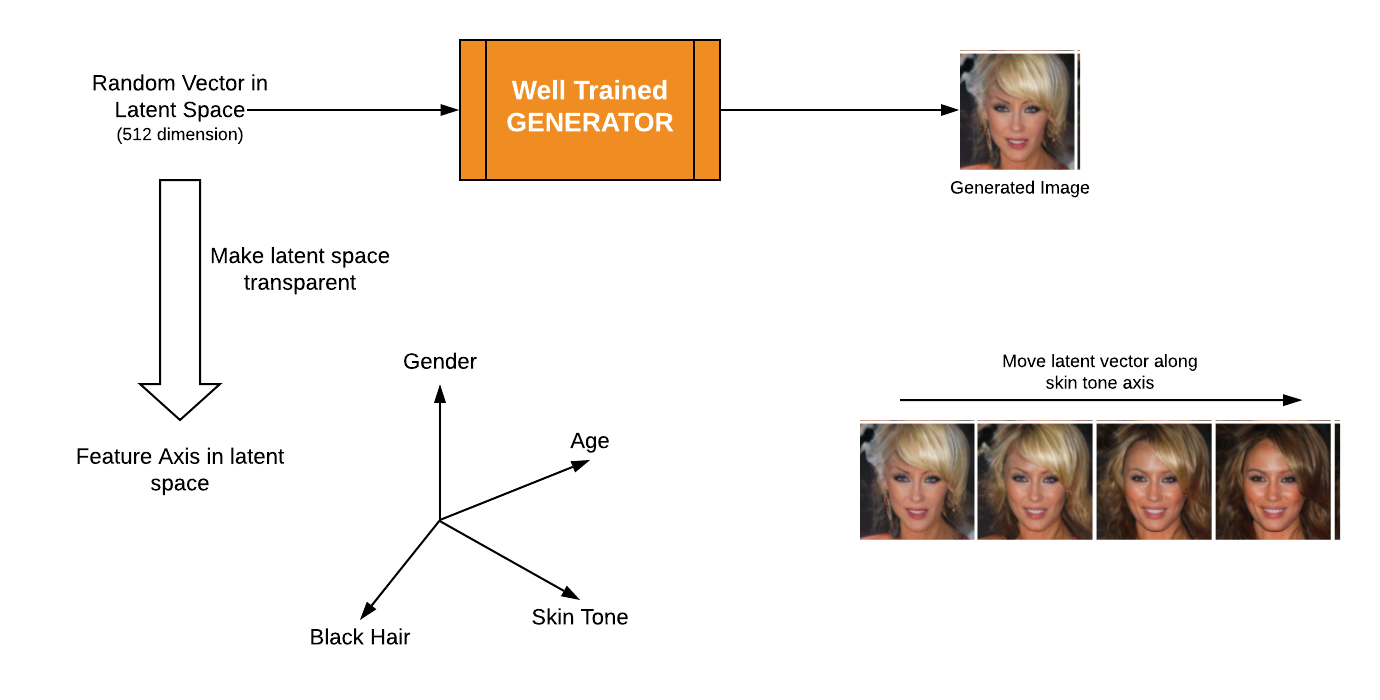 Random Vector in
Latent Space
(512 dimension)
Well Trained
GENERATOR
Generated Image
Make latent space
transparent
Feature Axis in latent
space
Gender
Age
Skin Tone
Black Hair
Move latent vector along
skin tone axis